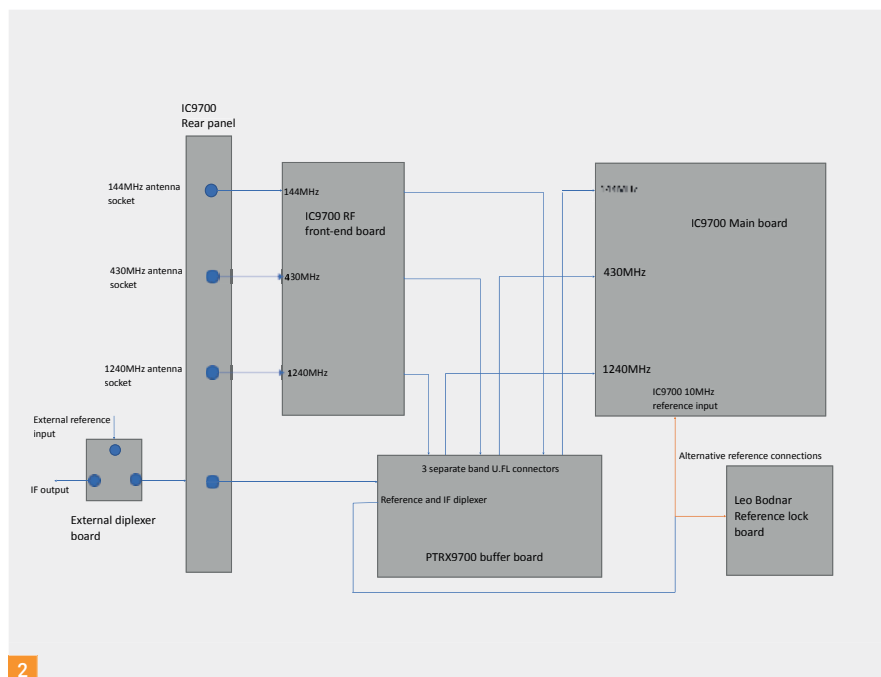 IC9700
Rear panel
144MHz antenna
socket
144MHz
IC9700 RF
front-end board
IC9700 Main board
430MHz antenna
socket
430MHz
430MHz
1240MHz antenna
socket
1240MHz
1240MHz
IC9700 10MHz
reference input
External reference
input
IF output
External diplexer
board
3 separate band U.FL connectors
Reference and IF diplexer
PTRX9700 buffer board
Alternative reference connections
Leo Bodnar
Reference lock
board
2